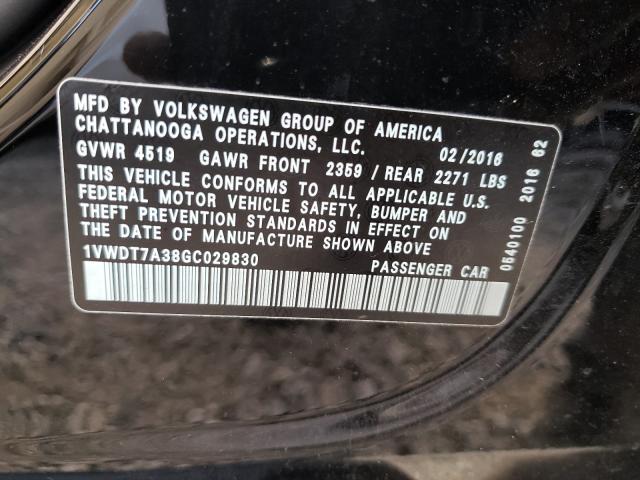 MFD BY VOLKSWAGEN GROUP OF AMERICA
CHATTANOOGA OPERATIONS, LLC. 02/2016
GVWR 4519 GAWR FRONT 2359 / REAR 2271 LBS
THIS VEHICLE CONFORMS TO ALL APPLICABLE U.S.
FEDERAL MOTOR VEHICLE SAFETY, BUMPER AND
THEFT PREVENTION STANDARDS IN EFFECT ON
THE DATE OF MANUFACTURE SHOWN ABOVE.
1VWDT7A38GC029830 PASSENGER CAR
0540100 2016 62